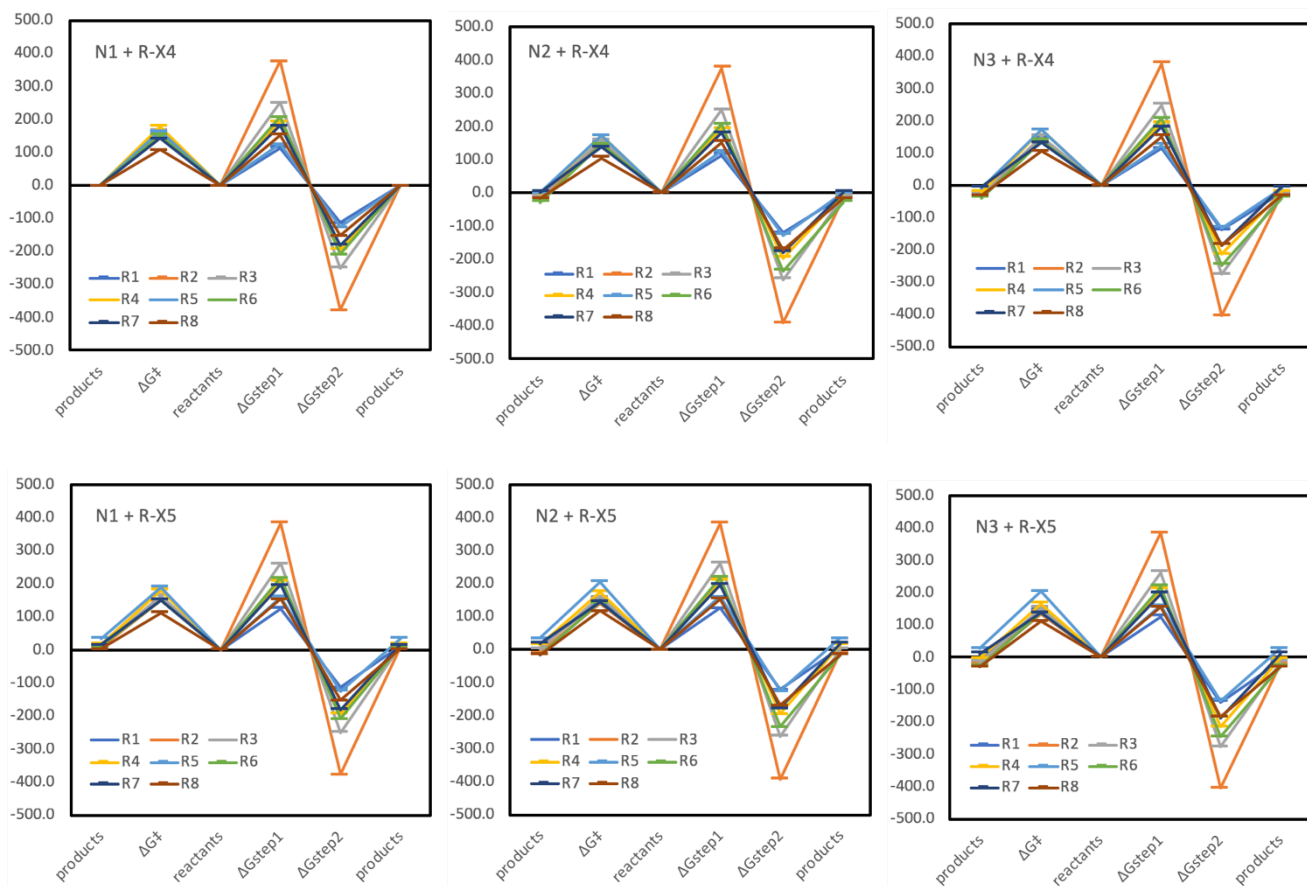 500.0
400.0
300.0
200.0
100.0
0.0
-100.0
-200.0
-300.0
-400.0
-500.0
N1 + R-X4
R1 R2 R3
R4 R5 R6
R7 R8
products ΔG‡ reactants ΔGstep1 ΔGstep2 products
500.0
400.0
300.0
200.0
100.0
0.0
-100.0
-200.0
-300.0
-400.0
-500.0
N2 + R-X4
R1 R2 R3
R4 R5 R6
R7 R8
products ΔG‡ reactants ΔGstep1 ΔGstep2 products
500.0
400.0
300.0
200.0
100.0
0.0
-100.0
-200.0
-300.0
-400.0
-500.0
N3 + R-X4
R1 R2 R3
R4 R5 R6
R7 R8
products ΔG‡ reactants ΔGstep1 ΔGstep2 products
500.0
400.0
300.0
200.0
100.0
0.0
-100.0
-200.0
-300.0
-400.0
-500.0
N1 + R-X5
R1 R2 R3
R4 R5 R6
R7 R8
products ΔG‡ reactants ΔGstep1 ΔGstep2 products
500.0
400.0
300.0
200.0
100.0
0.0
-100.0
-200.0
-300.0
-400.0
-500.0
N2 + R-X5
R1 R2 R3
R4 R5 R6
R7 R8
products ΔG‡ reactants ΔGstep1 ΔGstep2 products
500.0
400.0
300.0
200.0
100.0
0.0
-100.0
-200.0
-300.0
-400.0
-500.0
N3 + R-X5
R1 R2 R3
R4 R5 R6
R7 R8
products ΔG‡ reactants ΔGstep1 ΔGstep2 products